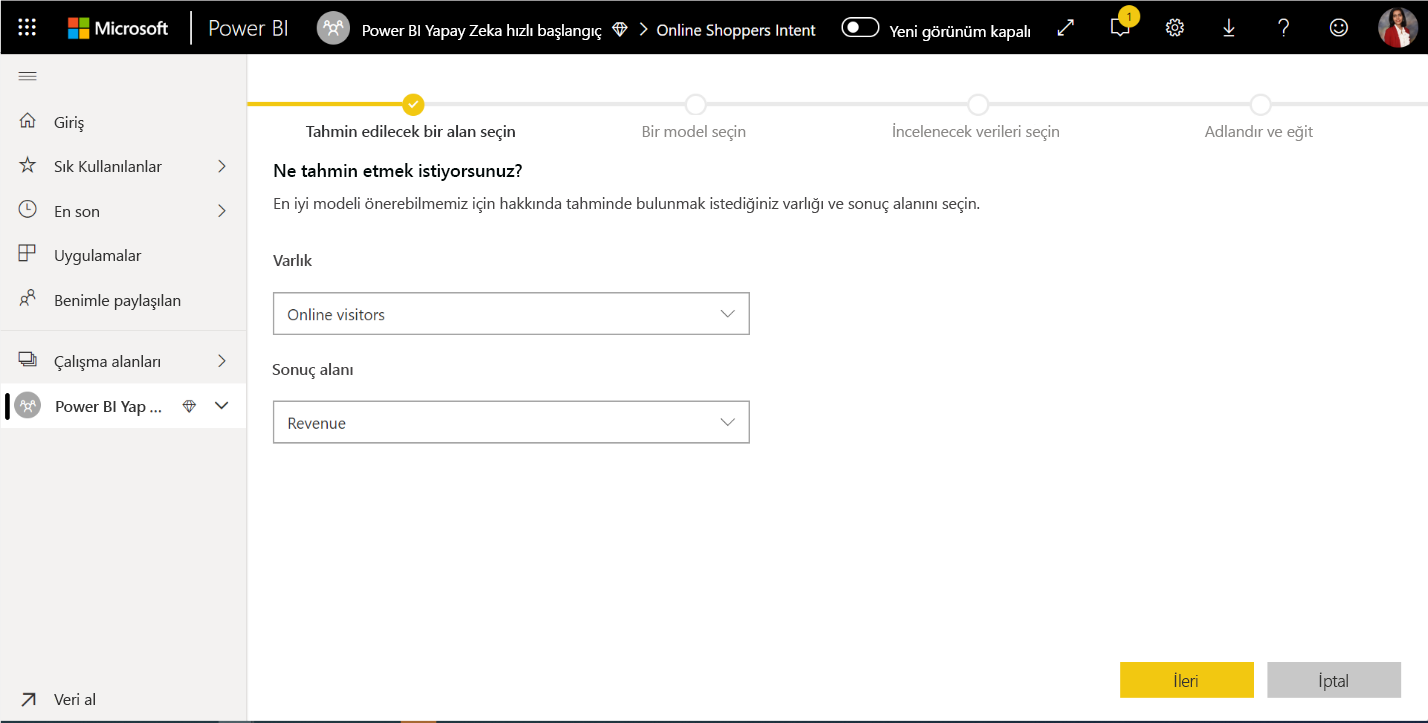 Microsoft
Power BI
Power BI Yapay Zeka hızlı başlangıç
Online Shoppers Intent
Yeni görünüm kapalı
1
Giriş
Sık Kullanılanlar
En son
Uygulamalar
Benimle paylaşılan
Çalışma alanları
Power BI Yap ...
Veri al
Tahmin edilecek bir alan seçin
Bir model seçin
İncelenecek verileri seçin
Adlandır ve eğit
Ne tahmin etmek istiyorsunuz?
En iyi modeli önerebilmemiz için hakkında tahminde bulunmak istediğiniz varlığı ve sonuç alanını seçin.
Varlık
Online visitors
Sonuç alanı
Revenue
İleri
İptal